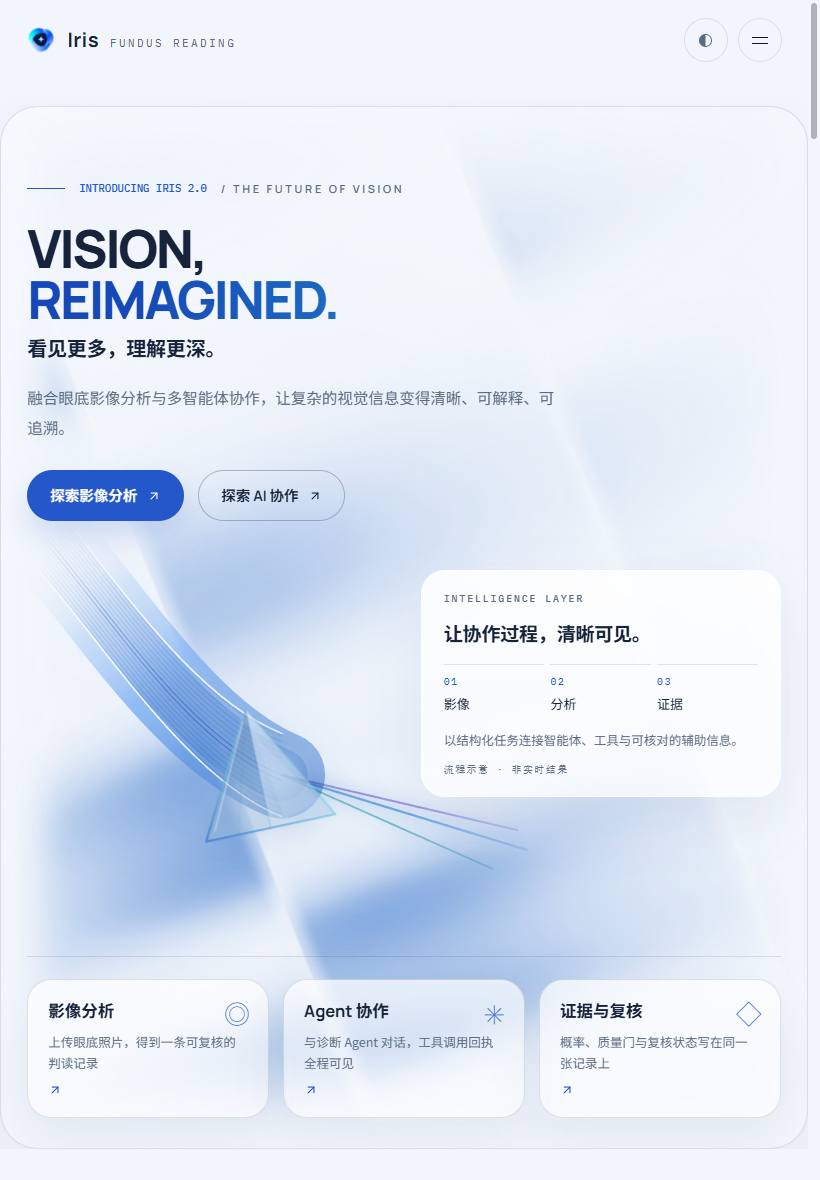 Iris FUNDUS READING
INTRODUCING IRIS 2.0 / THE FUTURE OF VISION
VISION,
REIMAGINED.
看见更多，理解更深。
融合眼底影像分析与多智能体协作，让复杂的视觉信息变得清晰、可解释、可
追溯。
探索影像分析
探索 AI 协作
INTELLIGENCE LAYER
让协作过程，清晰可见。
01 02 03
影像 分析 证据
以结构化任务连接智能体、工具与可核对的辅助信息。
流程示意 · 非实时结果
影像分析
上传眼底照片，得到一条可复核的
判读记录
Agent 协作
与诊断 Agent 对话，工具调用回执
全程可见
证据与复核
概率、质量门与复核状态写在同一
张记录上